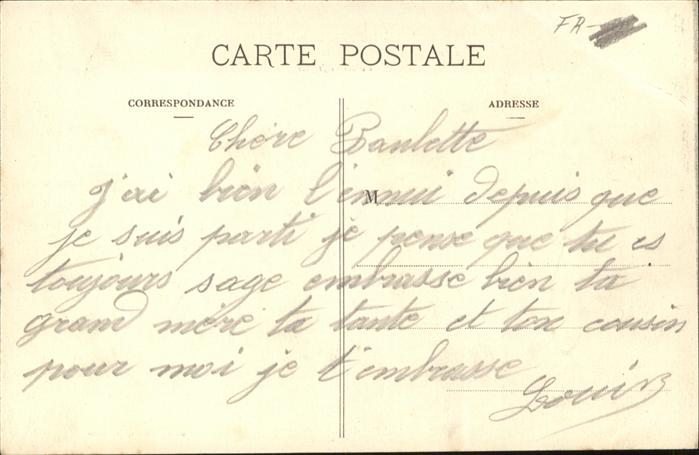 FR-
CARTE POSTALE
CORRESPONDANCE
ADRESSE
Chère Paulette
M
j'ai bien l'ennui depuis que
je suis parti je pense que tu es
toujours sage embrasse bien ta
grand mère ta tante et ton cousin
pour moi je t'embrasse
Louis